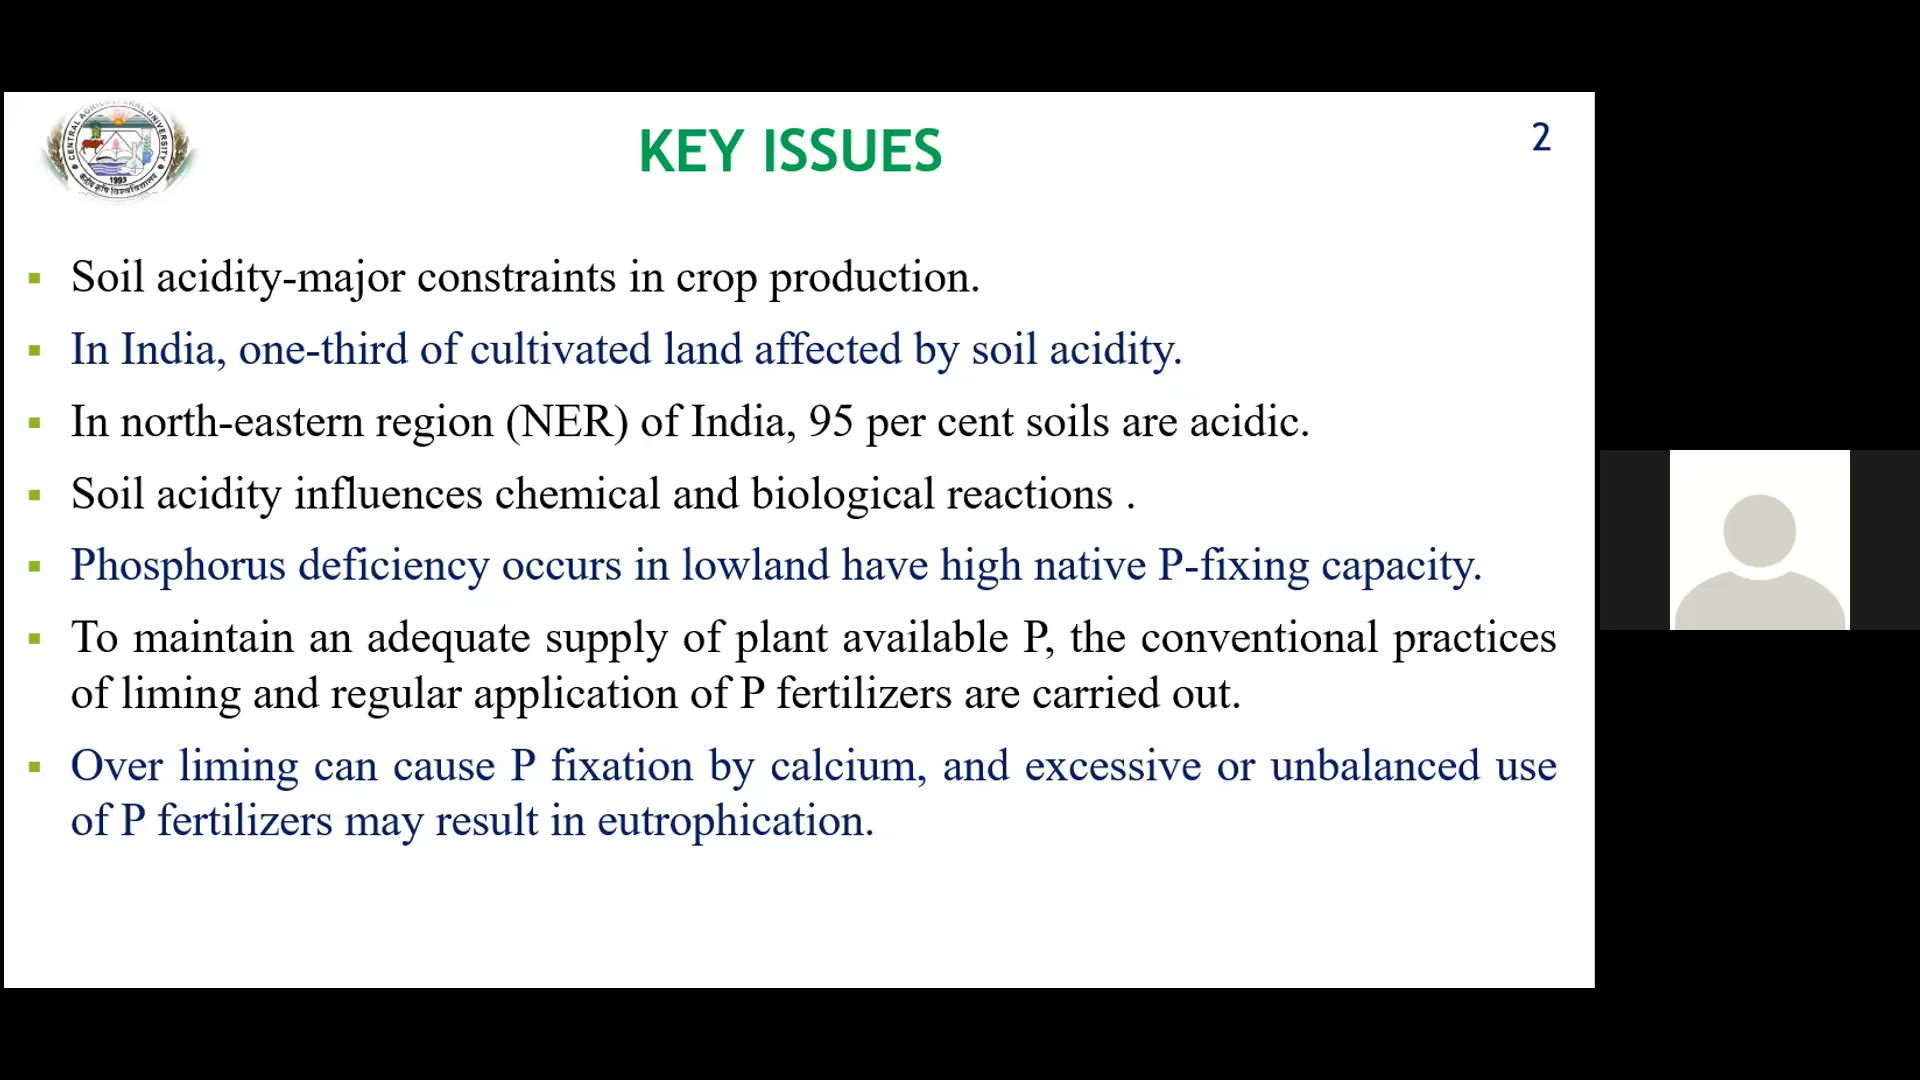 CENTRAL AGRICULTURAL UNIVERSITY
1993
KEY ISSUES
2
Soil acidity-major constraints in crop production.
In India, one-third of cultivated land affected by soil acidity.
In north-eastern region (NER) of India, 95 per cent soils are acidic.
Soil acidity influences chemical and biological reactions .
Phosphorus deficiency occurs in lowland have high native P-fixing capacity.
To maintain an adequate supply of plant available P, the conventional practices
of liming and regular application of P fertilizers are carried out.
Over liming can cause P fixation by calcium, and excessive or unbalanced use
of P fertilizers may result in eutrophication.